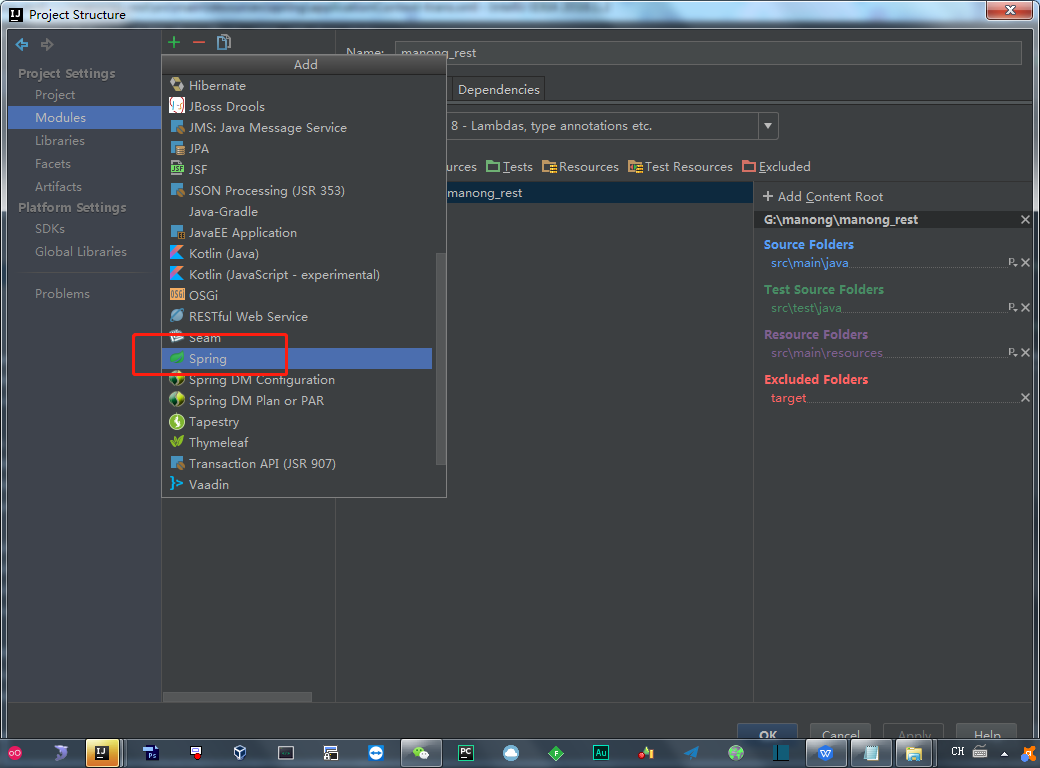 Project Structure
Project Settings
Project
Modules
Libraries
Facets
Artifacts
Platform Settings
SDKs
Global Libraries
Problems
Add
Hibernate
JBoss Drools
JMS: Java Message Service
JPA
JSF
JSON Processing (JSR 353)
Java-Gradle
JavaEE Application
Kotlin (Java)
Kotlin (JavaScript - experimental)
OSGi
RESTful Web Service
Seam
Spring
Spring DM Configuration
Spring DM Plan or PAR
Tapestry
Thymeleaf
Transaction API (JSR 907)
Vaadin
Name: manong_rest
Dependencies
8 - Lambdas, type annotations etc.
urces Tests Resources Test Resources Excluded
manong_rest
+ Add Content Root
G:\manong\manong_rest
Source Folders
src\main\java
Test Source Folders
src\test\java
Resource Folders
src\main\resources
Excluded Folders
target
OK Cancel Apply Help
CH